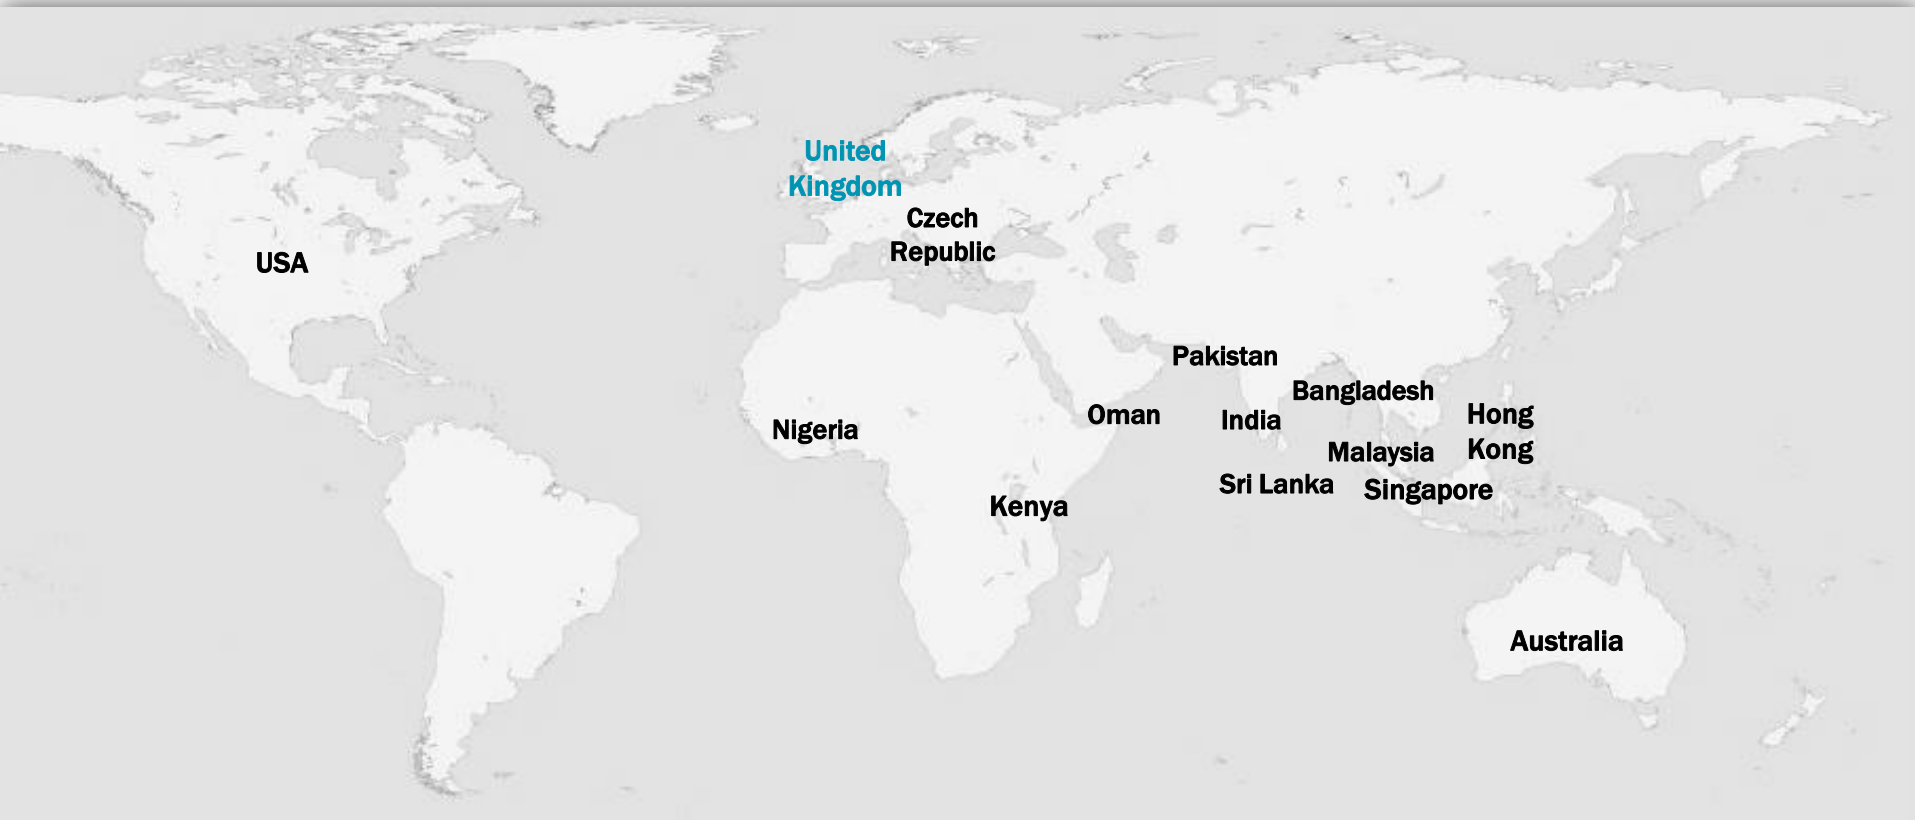 United
Kingdom
Czech
Republic
USA
Pakistan
Bangladesh
Oman
India
Hong
Kong
Nigeria
Malaysia
Sri Lanka
Singapore
Kenya
Australia